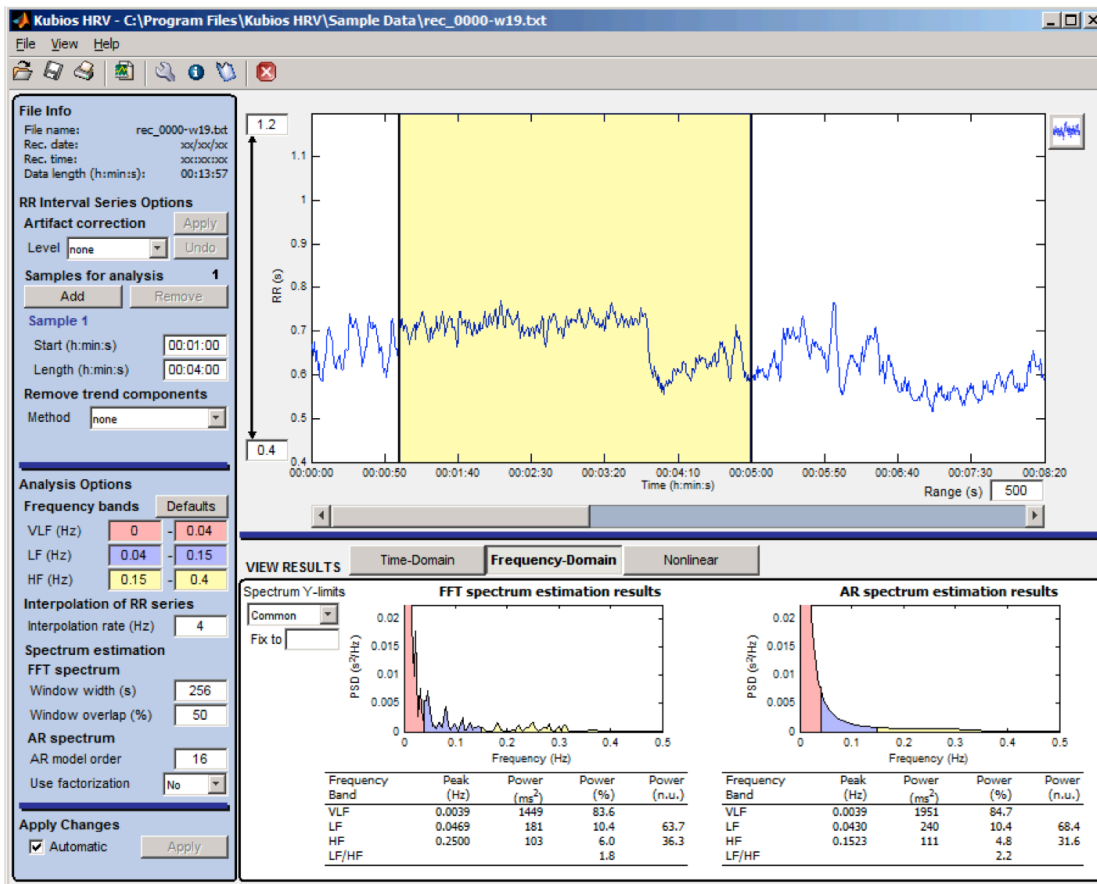 Kubios HRV - C:\Program Files\Kubios HRV\Sample Data\rec_0000-w19.txt
File View Help
File Info
File name: rec_0000-w19.txt
Rec. date: xx/xx/xx
Rec. time: xx:xx:xx
Data length (h:min:s): 00:13:57
RR Interval Series Options
Artifact correction Apply
Level none Undo
Samples for analysis 1
Add Remove
Sample 1
Start (h:min:s) 00:01:00
Length (h:min:s) 00:04:00
Remove trend components
Method none
Analysis Options
Frequency bands Defaults
VLF (Hz) 0 - 0.04
LF (Hz) 0.04 - 0.15
HF (Hz) 0.15 - 0.4
Interpolation of RR series
Interpolation rate (Hz) 4
Spectrum estimation
FFT spectrum
Window width (s) 256
Window overlap (%) 50
AR spectrum
AR model order 16
Use factorization No
Apply Changes
Automatic Apply
1.2
0.4
RR (s)
1.1
1
0.9
0.8
0.7
0.6
0.5
0.4
00:00:00 00:00:50 00:01:40 00:02:30 00:03:20 00:04:10 00:05:00 00:05:50 00:06:40 00:07:30 00:08:20
Time (h:min:s)
Range (s) 500
VIEW RESULTS Time-Domain Frequency-Domain Nonlinear
Spectrum Y-limits
Common
Fix to
FFT spectrum estimation results
PSD (s²/Hz)
0.02
0.015
0.01
0.005
0
0 0.1 0.2 0.3 0.4 0.5
Frequency (Hz)
Frequency Peak Power Power Power
Band (Hz) (ms²) (%) (n.u.)
VLF 0.0039 1449 83.6
LF 0.0469 181 10.4 63.7
HF 0.2500 103 6.0 36.3
LF/HF 1.8
AR spectrum estimation results
PSD (s²/Hz)
0.02
0.015
0.01
0.005
0
0 0.1 0.2 0.3 0.4 0.5
Frequency (Hz)
Frequency Peak Power Power Power
Band (Hz) (ms²) (%) (n.u.)
VLF 0.0039 1951 84.7
LF 0.0430 240 10.4 68.4
HF 0.1523 111 4.8 31.6
LF/HF 2.2